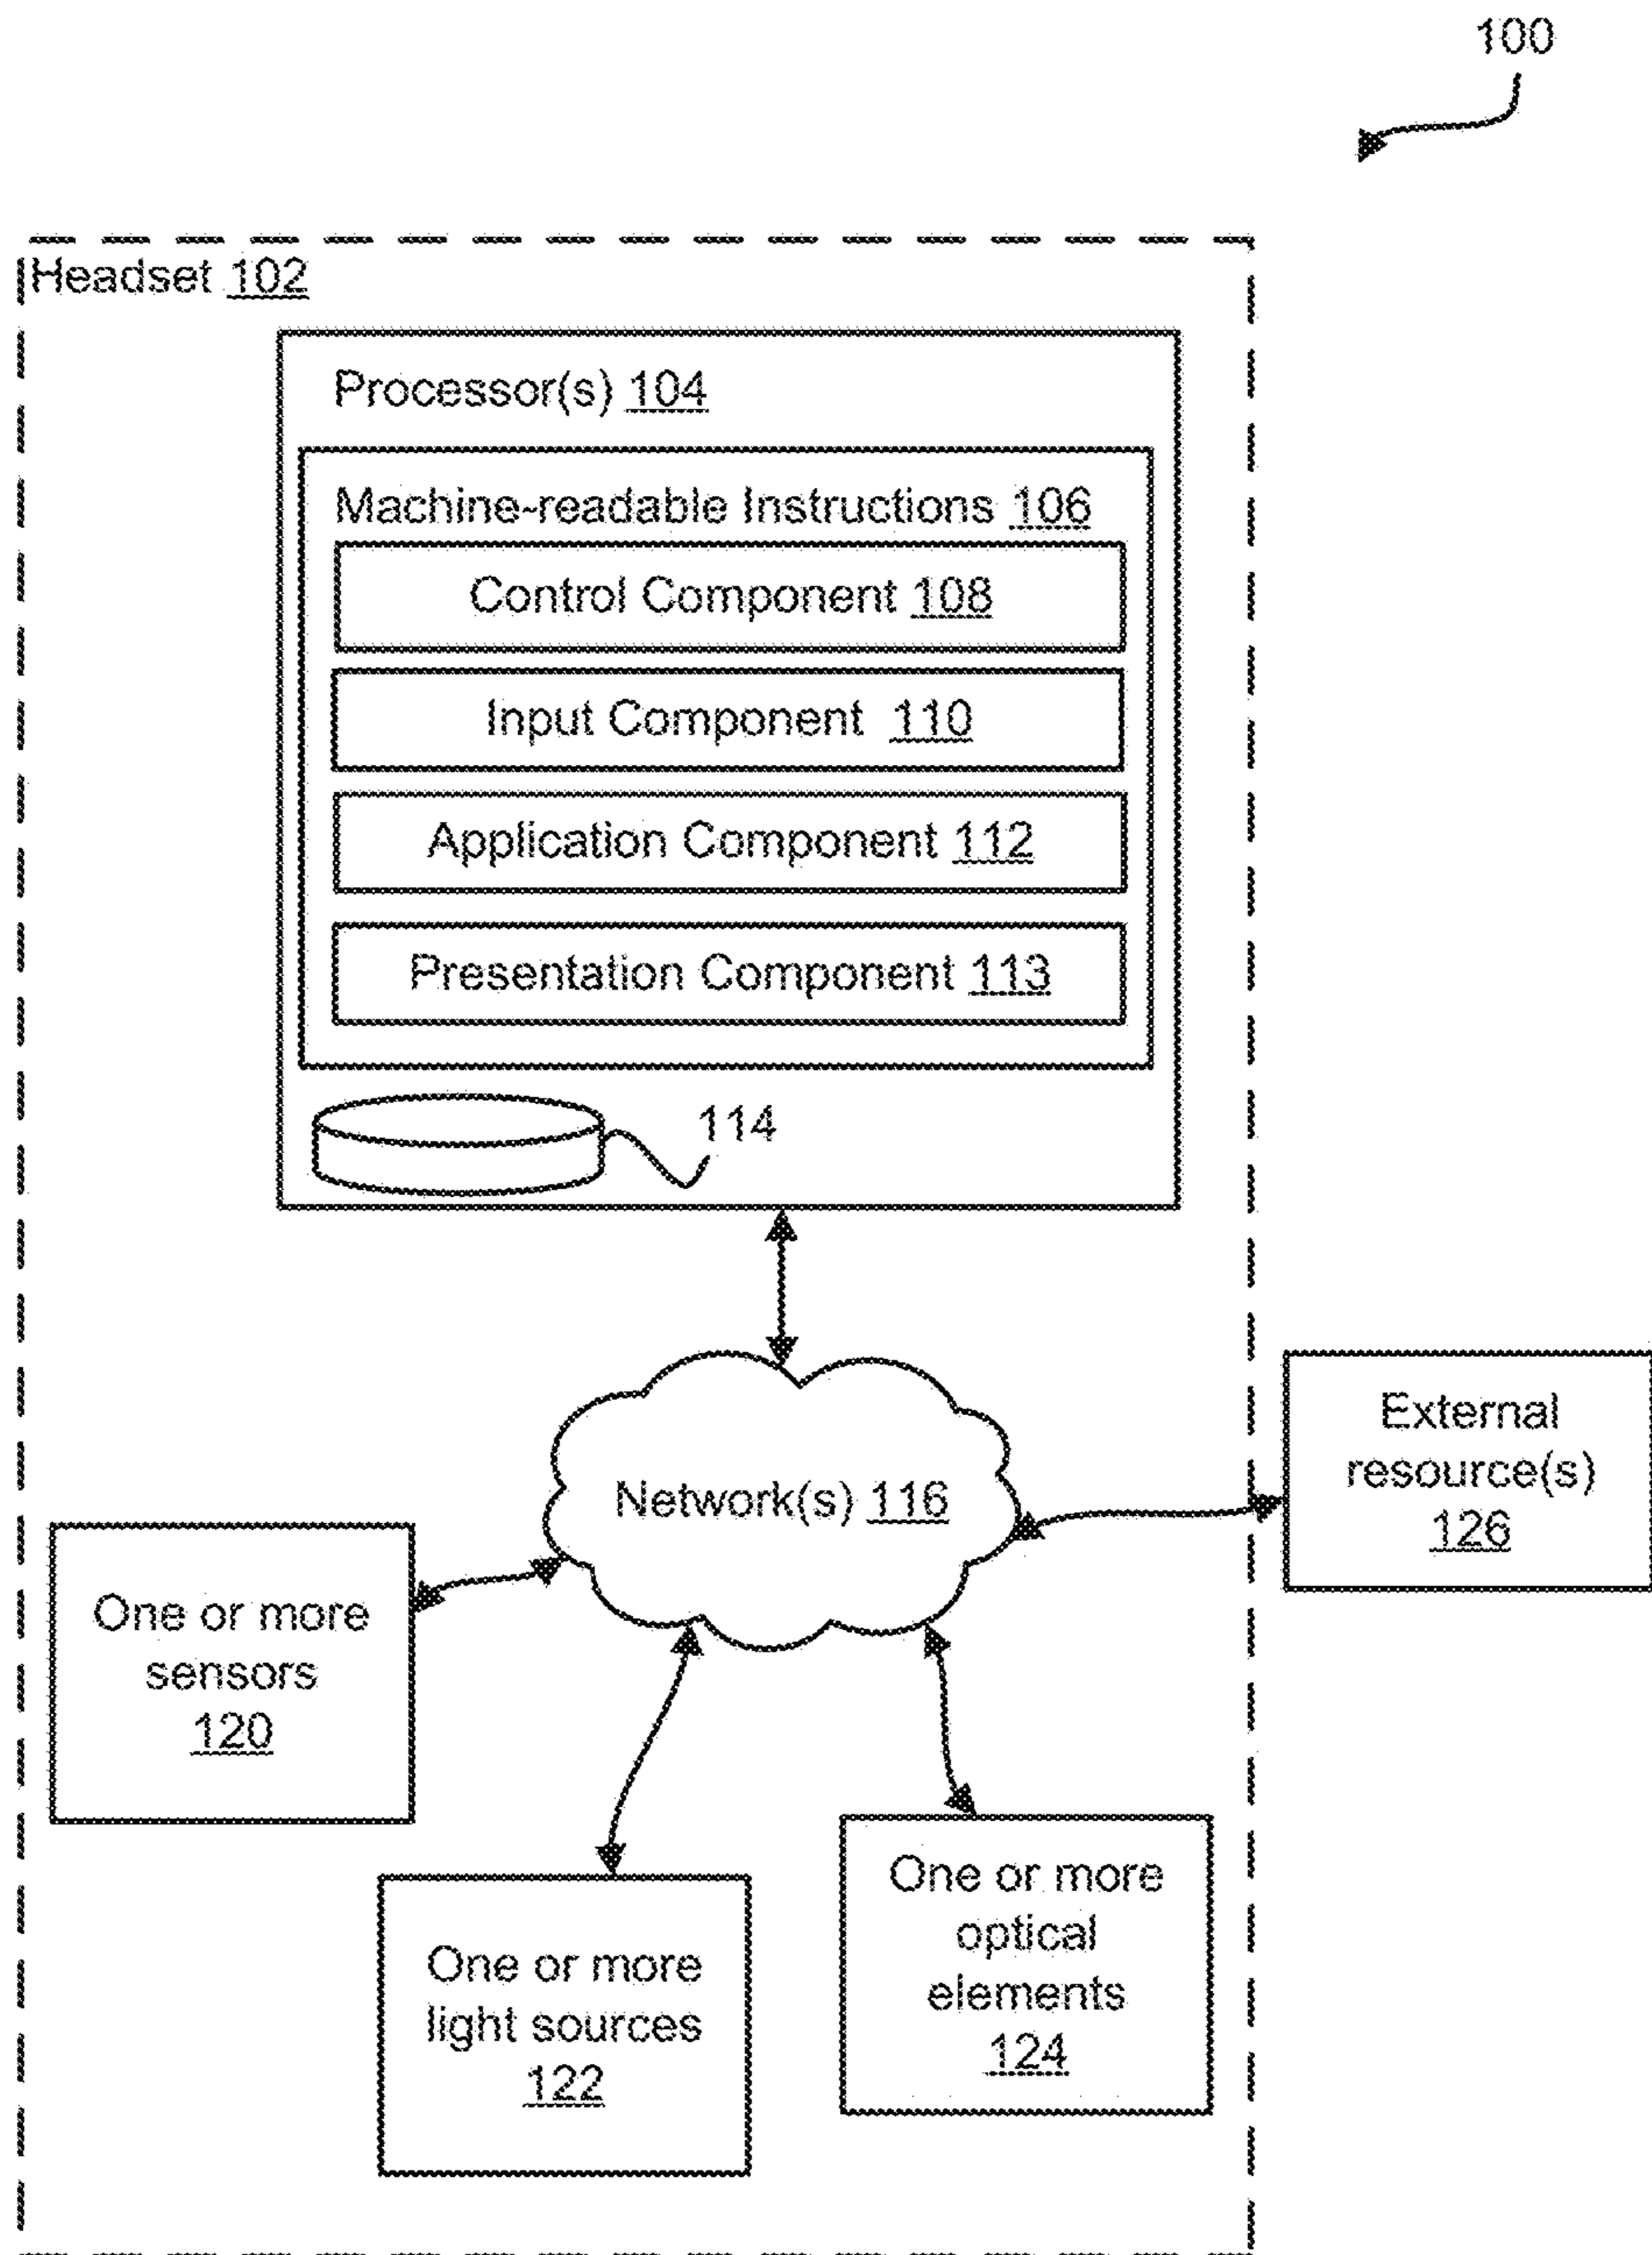 100
Headset 102
Processor(s) 104
Machine-readable Instructions 106
Control Component 108
Input Component 110
Application Component 112
Presentation Component 113
114
Network(s) 116
External
resource(s)
126
One or more
sensors
120
One or more
light sources
122
One or more
optical
elements
124